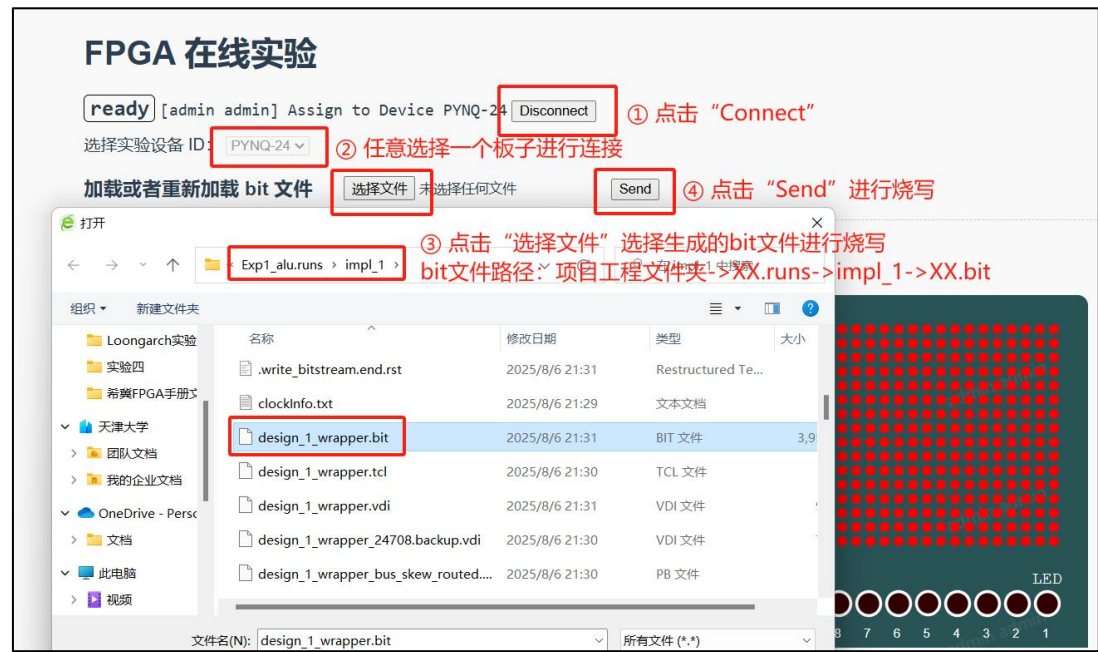 FPGA 在线实验
ready [admin admin] Assign to Device PYNQ-24 Disconnect ① 点击“Connect”
选择实验设备 ID: PYNQ-24 ② 任意选择一个板子进行连接
加载或者重新加载 bit 文件 选择文件 未选择任何文件 Send ④ 点击“Send”进行烧写
打开
③ 点击“选择文件”选择生成的bit文件进行烧写
« Exp1_alu.runs › impl_1 ›
bit文件路径：项目工程文件夹->XX.runs->impl_1->XX.bit
组织 新建文件夹
名称 修改日期 类型 大小
Loongarch实验
.write_bitstream.end.rst 2025/8/6 21:31 Restructured Te...
实验四
希冀FPGA手册文
clockInfo.txt 2025/8/6 21:29 文本文档
天津大学
design_1_wrapper.bit 2025/8/6 21:31 BIT 文件 3,9
团队文档
我的企业文档
design_1_wrapper.tcl 2025/8/6 21:30 TCL 文件
OneDrive - Perso
design_1_wrapper.vdi 2025/8/6 21:31 VDI 文件
文档
design_1_wrapper_24708.backup.vdi 2025/8/6 21:30 VDI 文件
此电脑
design_1_wrapper_bus_skew_routed.... 2025/8/6 21:30 PB 文件
视频
LED
8 7 6 5 4 3 2 1
文件名(N): design_1_wrapper.bit 所有文件 (*.*)